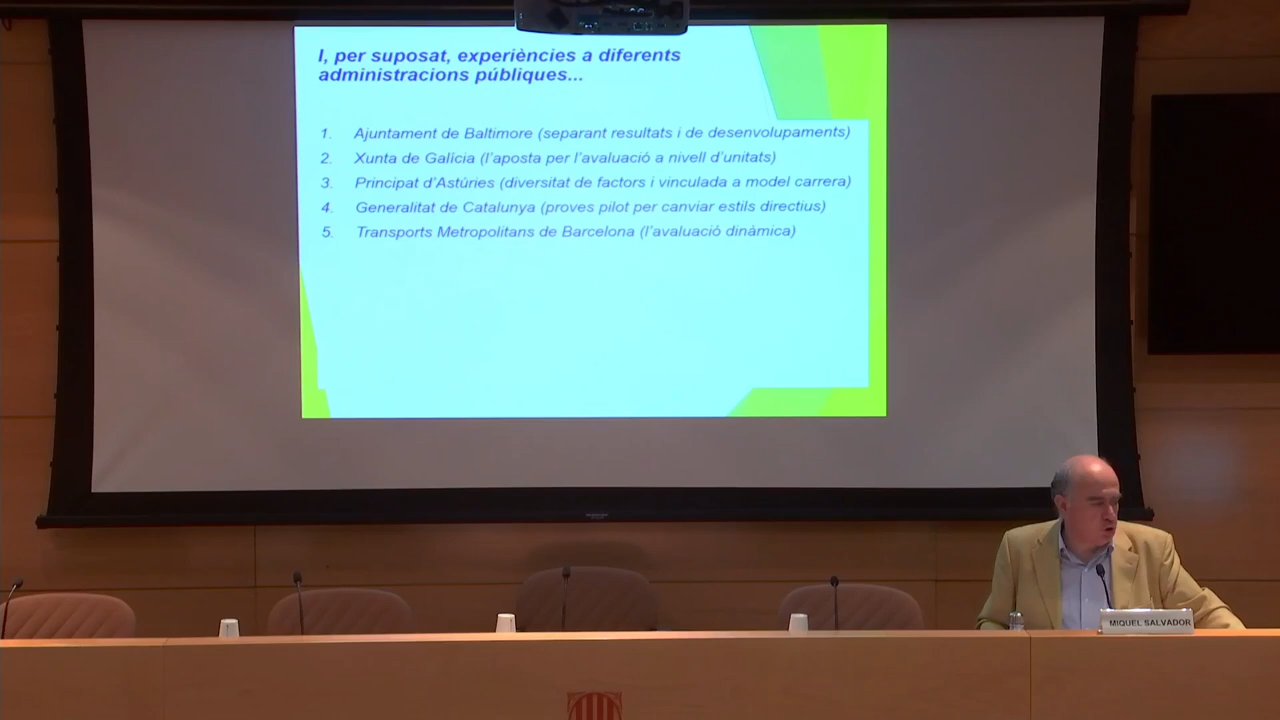 I, per suposat, experiències a diferents
administracions públiques...
1. Ajuntament de Baltimore (separant resultats i de desenvolupaments)
2. Xunta de Galícia (l'aposta per l'avaluació a nivell d'unitats)
3. Principat d'Astúries (diversitat de factors i vinculada a model carrera)
4. Generalitat de Catalunya (proves pilot per canviar estils directius)
5. Transports Metropolitans de Barcelona (l'avaluació dinàmica)
MIQUEL SALVADOR